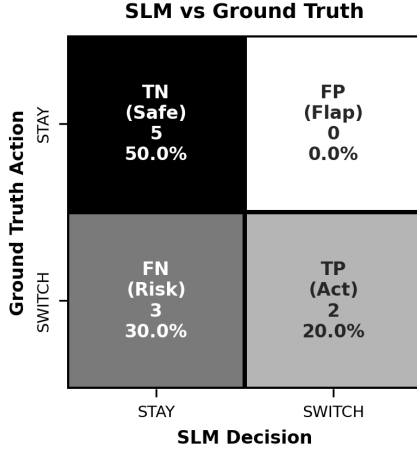 SLM vs Ground Truth
Ground Truth Action
STAY
TN
(Safe)
5
50.0%
FP
(Flap)
0
0.0%
SWITCH
FN
(Risk)
3
30.0%
TP
(Act)
2
20.0%
STAY
SWITCH
SLM Decision